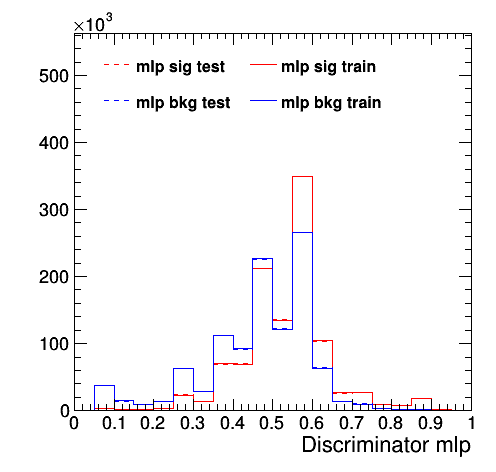 ×10³
500
400
300
200
100
0
mlp sig test
mlp sig train
mlp bkg test
mlp bkg train
0 0.1 0.2 0.3 0.4 0.5 0.6 0.7 0.8 0.9 1
Discriminator mlp